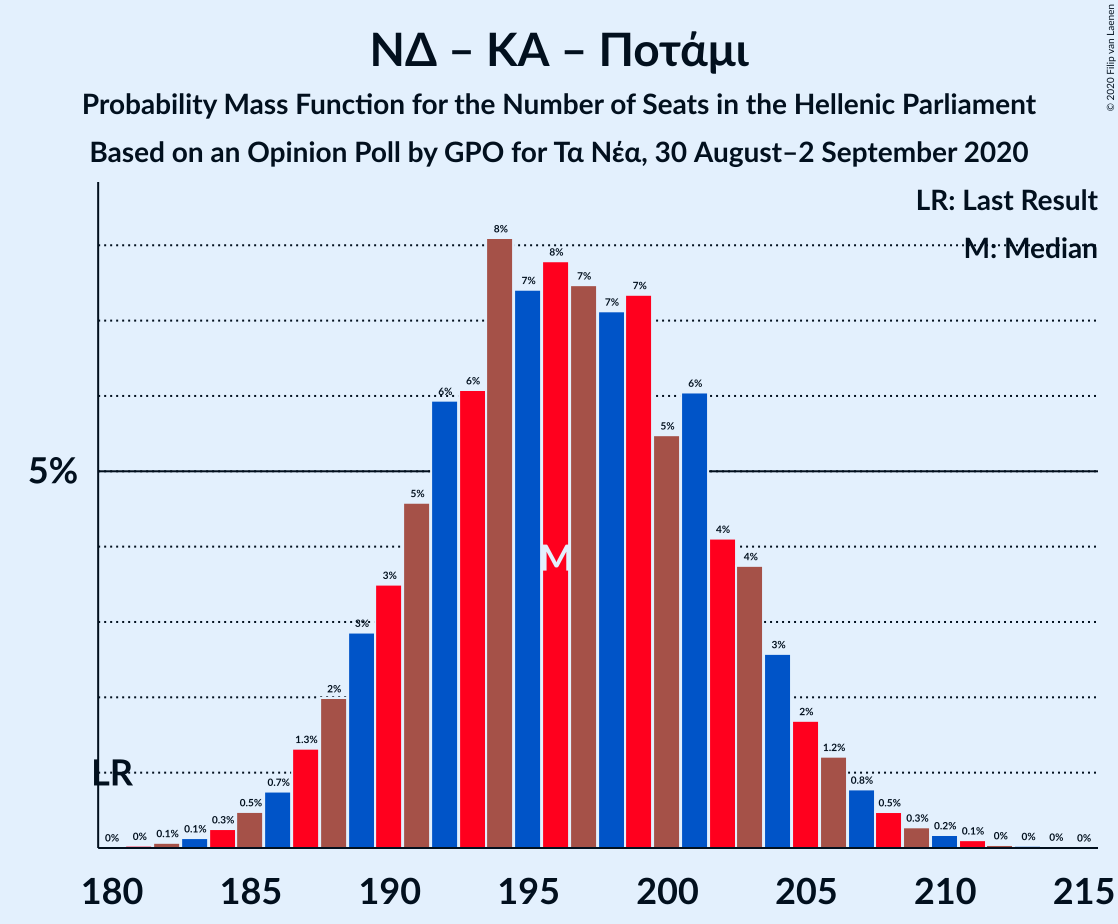 © 2020 Filip van Laenen
ΝΔ – ΚΑ – Ποτάμι
Probability Mass Function for the Number of Seats in the Hellenic Parliament
Based on an Opinion Poll by GPO for Τα Νέα, 30 August–2 September 2020
LR: Last Result
M: Median
5%
LR
M
0% 0% 0.1% 0.1% 0.3% 0.5% 0.7% 1.3% 2% 3% 3% 5% 6% 6% 8% 7% 8% 7% 7% 7% 5% 6% 4% 4% 3% 2% 1.2% 0.8% 0.5% 0.3% 0.2% 0.1% 0% 0% 0% 0%
180 185 190 195 200 205 210 215